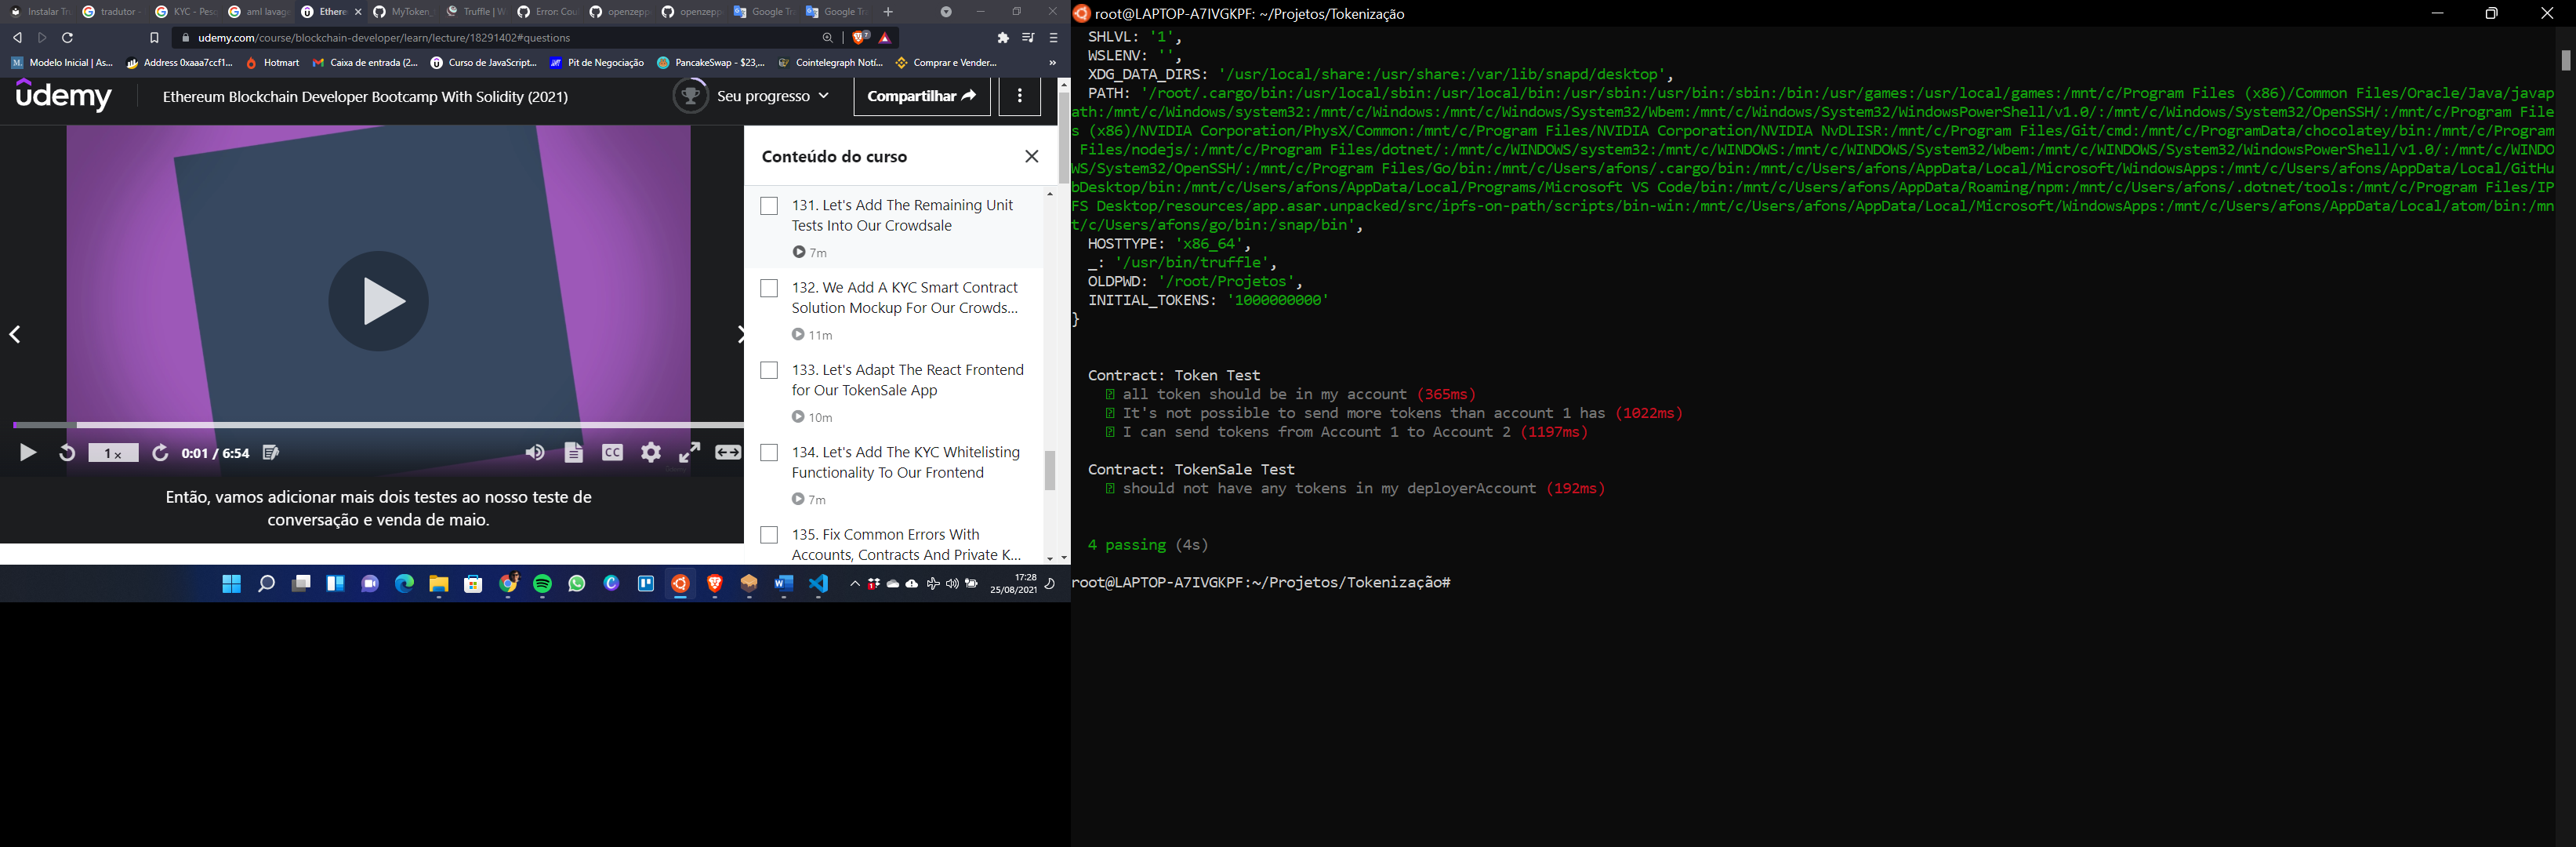 Instalar Tr
tradutor -
KYC - Pes
aml lavage
Ethere
MyToken_
Truffle | W
Error: Cou
openzepp
openzepp
Google Tr
Google Tr
udemy.com/course/blockchain-developer/learn/lecture/18291402#questions
Modelo Inicial | As...
Address 0xaaa7ccf1...
Hotmart
Caixa de entrada (2...
Curso de JavaScript...
Pit de Negociação
PancakeSwap - $23,...
Cointelegraph Notí...
Comprar e Vender...
»
ûdemy
Ethereum Blockchain Developer Bootcamp With Solidity (2021)
Seu progresso
Compartilhar
Conteúdo do curso
131. Let's Add The Remaining Unit
Tests Into Our Crowdsale
7m
132. We Add A KYC Smart Contract
Solution Mockup For Our Crowds...
11m
133. Let's Adapt The React Frontend
for Our TokenSale App
10m
134. Let's Add The KYC Whitelisting
Functionality To Our Frontend
7m
135. Fix Common Errors With
Accounts, Contracts And Private K...
1 x
0:01 / 6:54
CC
Então, vamos adicionar mais dois testes ao nosso teste de
conversação e venda de maio.
17:28
25/08/2021
root@LAPTOP-A7IVGKPF: ~/Projetos/Tokenização
SHLVL: '1',
WSLENV: '',
XDG_DATA_DIRS: '/usr/local/share:/usr/share:/var/lib/snapd/desktop',
PATH: '/root/.cargo/bin:/usr/local/sbin:/usr/local/bin:/usr/sbin:/usr/bin:/sbin:/bin:/usr/games:/usr/local/games:/mnt/c/Program Files (x86)/Common Files/Oracle/Java/javap
ath:/mnt/c/Windows/system32:/mnt/c/Windows:/mnt/c/Windows/System32/Wbem:/mnt/c/Windows/System32/WindowsPowerShell/v1.0/:/mnt/c/Windows/System32/OpenSSH/:/mnt/c/Program File
s (x86)/NVIDIA Corporation/PhysX/Common:/mnt/c/Program Files/NVIDIA Corporation/NVIDIA NvDLISR:/mnt/c/Program Files/Git/cmd:/mnt/c/ProgramData/chocolatey/bin:/mnt/c/Program
Files/nodejs/:/mnt/c/Program Files/dotnet/:/mnt/c/WINDOWS/system32:/mnt/c/WINDOWS:/mnt/c/WINDOWS/System32/Wbem:/mnt/c/WINDOWS/System32/WindowsPowerShell/v1.0/:/mnt/c/WINDO
WS/System32/OpenSSH/:/mnt/c/Program Files/Go/bin:/mnt/c/Users/afons/.cargo/bin:/mnt/c/Users/afons/AppData/Local/Microsoft/WindowsApps:/mnt/c/Users/afons/AppData/Local/GitHu
bDesktop/bin:/mnt/c/Users/afons/AppData/Local/Programs/Microsoft VS Code/bin:/mnt/c/Users/afons/AppData/Roaming/npm:/mnt/c/Users/afons/.dotnet/tools:/mnt/c/Program Files/IP
FS Desktop/resources/app.asar.unpacked/src/ipfs-on-path/scripts/bin-win:/mnt/c/Users/afons/AppData/Local/Microsoft/WindowsApps:/mnt/c/Users/afons/AppData/Local/atom/bin:/mn
t/c/Users/afons/go/bin:/snap/bin',
HOSTTYPE: 'x86_64',
_: '/usr/bin/truffle',
OLDPWD: '/root/Projetos',
INITIAL_TOKENS: '1000000000'
}
Contract: Token Test
all token should be in my account (365ms)
It's not possible to send more tokens than account 1 has (1022ms)
I can send tokens from Account 1 to Account 2 (1197ms)
Contract: TokenSale Test
should not have any tokens in my deployerAccount (192ms)
4 passing (4s)
root@LAPTOP-A7IVGKPF:~/Projetos/Tokenização#